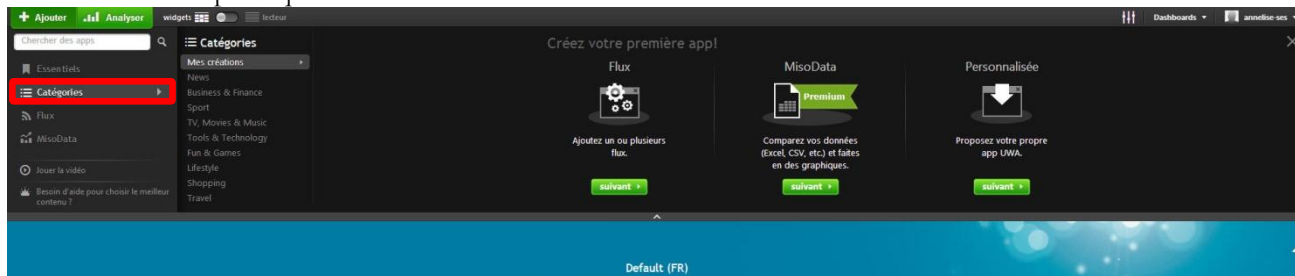 Ajouter Analyser widgets lecteur Dashboards annelise-ses
Chercher des apps
Essentiels
Catégories
Flux
MisoData
Jouer la vidéo
Besoin d'aide pour choisir le meilleur
contenu ?
Catégories
Mes créations
News
Business & Finance
Sport
TV, Movies & Music
Tools & Technology
Fun & Games
Lifestyle
Shopping
Travel
Créez votre première app!
Flux
Ajoutez un ou plusieurs
flux.
suivant
MisoData
Premium
Comparez vos données
(Excel, CSV, etc.) et faites
en des graphiques.
suivant
Personnalisée
Proposez votre propre
app UWA.
suivant
Default (FR)